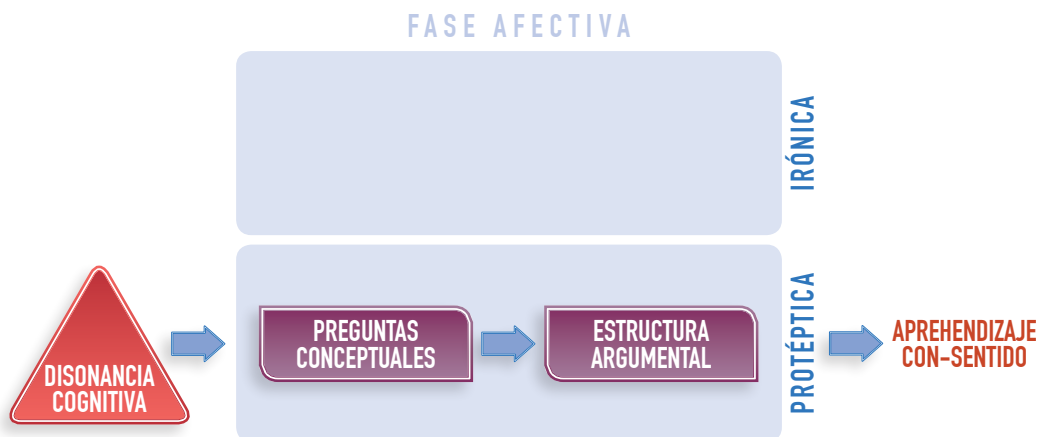 FASE AFECTIVA
IRÓNICA
DISONANCIA
COGNITIVA
PREGUNTAS
CONCEPTUALES
ESTRUCTURA
ARGUMENTAL
PROTÉPTICA
APREHENDIZAJE
CON-SENTIDO